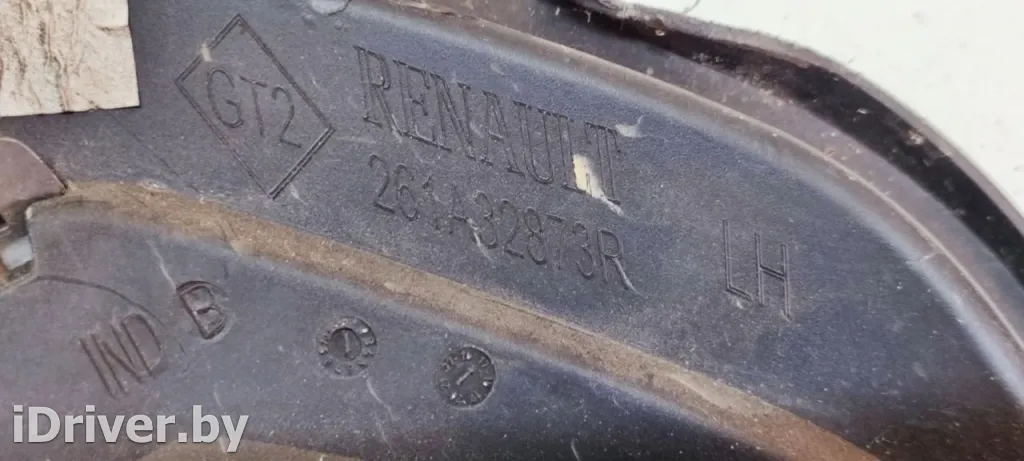 GT2
RENAULT
261A32873R
LH
IND B
iDriver.by